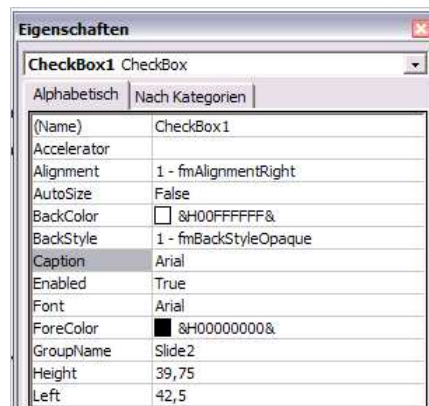 Eigenschaften
CheckBox1 CheckBox
Alphabetisch Nach Kategorien
(Name) CheckBox1
Accelerator
Alignment 1 - fmAlignmentRight
AutoSize False
BackColor &H00FFFFFF&
BackStyle 1 - fmBackStyleOpaque
Caption Arial
Enabled True
Font Arial
ForeColor &H00000000&
GroupName Slide2
Height 39,75
Left 42,5